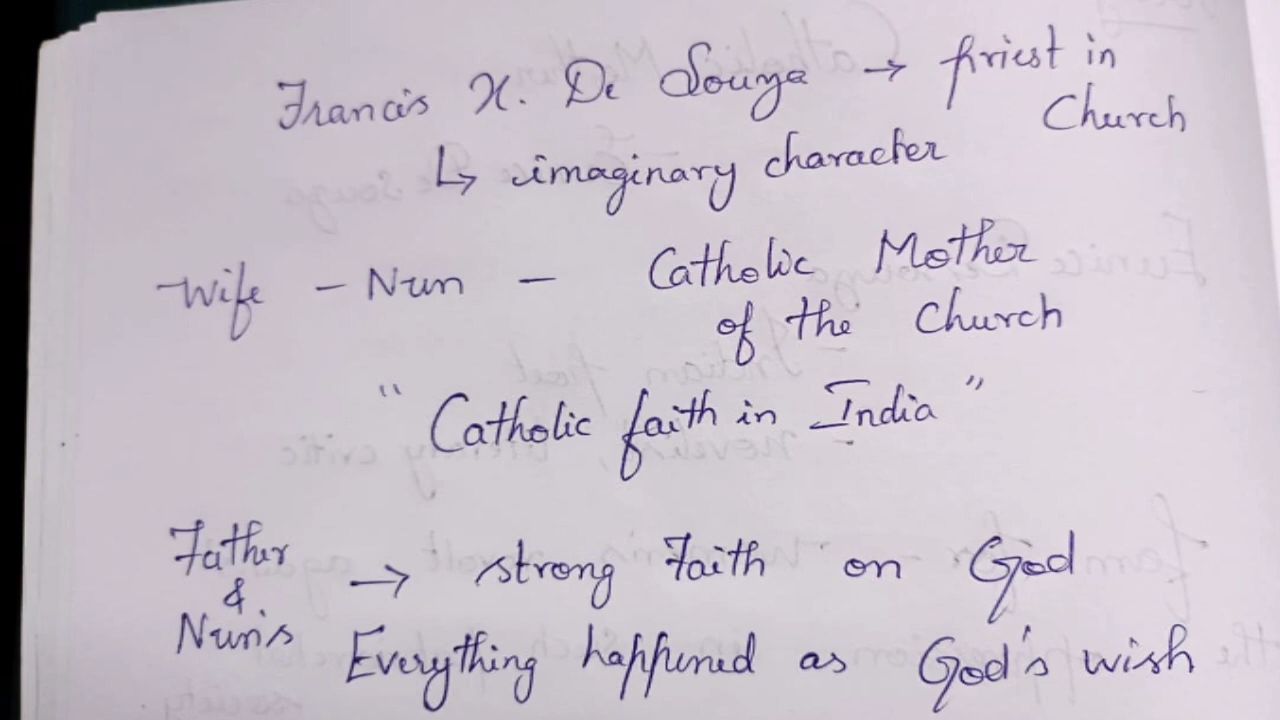 Francis X. De Souza → priest in
Church
↳ imaginary character
Wife - Nun - Catholic Mother
of the Church
" Catholic faith in India "
Father
& → strong Faith on God
Nun's Everything happened as God's wish